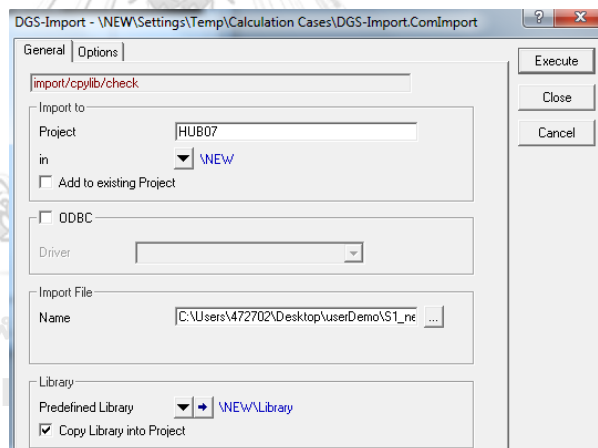 DGS-Import - \NEW\Settings\Temp\Calculation Cases\DGS-Import.ComImport
General Options
Execute
import/cpylib/check
Close
Import to
Project HUB07
Cancel
in \NEW
Add to existing Project
ODBC
Driver
Import File
Name C:\Users\472702\Desktop\userDemo\S1_ne ...
Library
Predefined Library \NEW\Library
Copy Library into Project